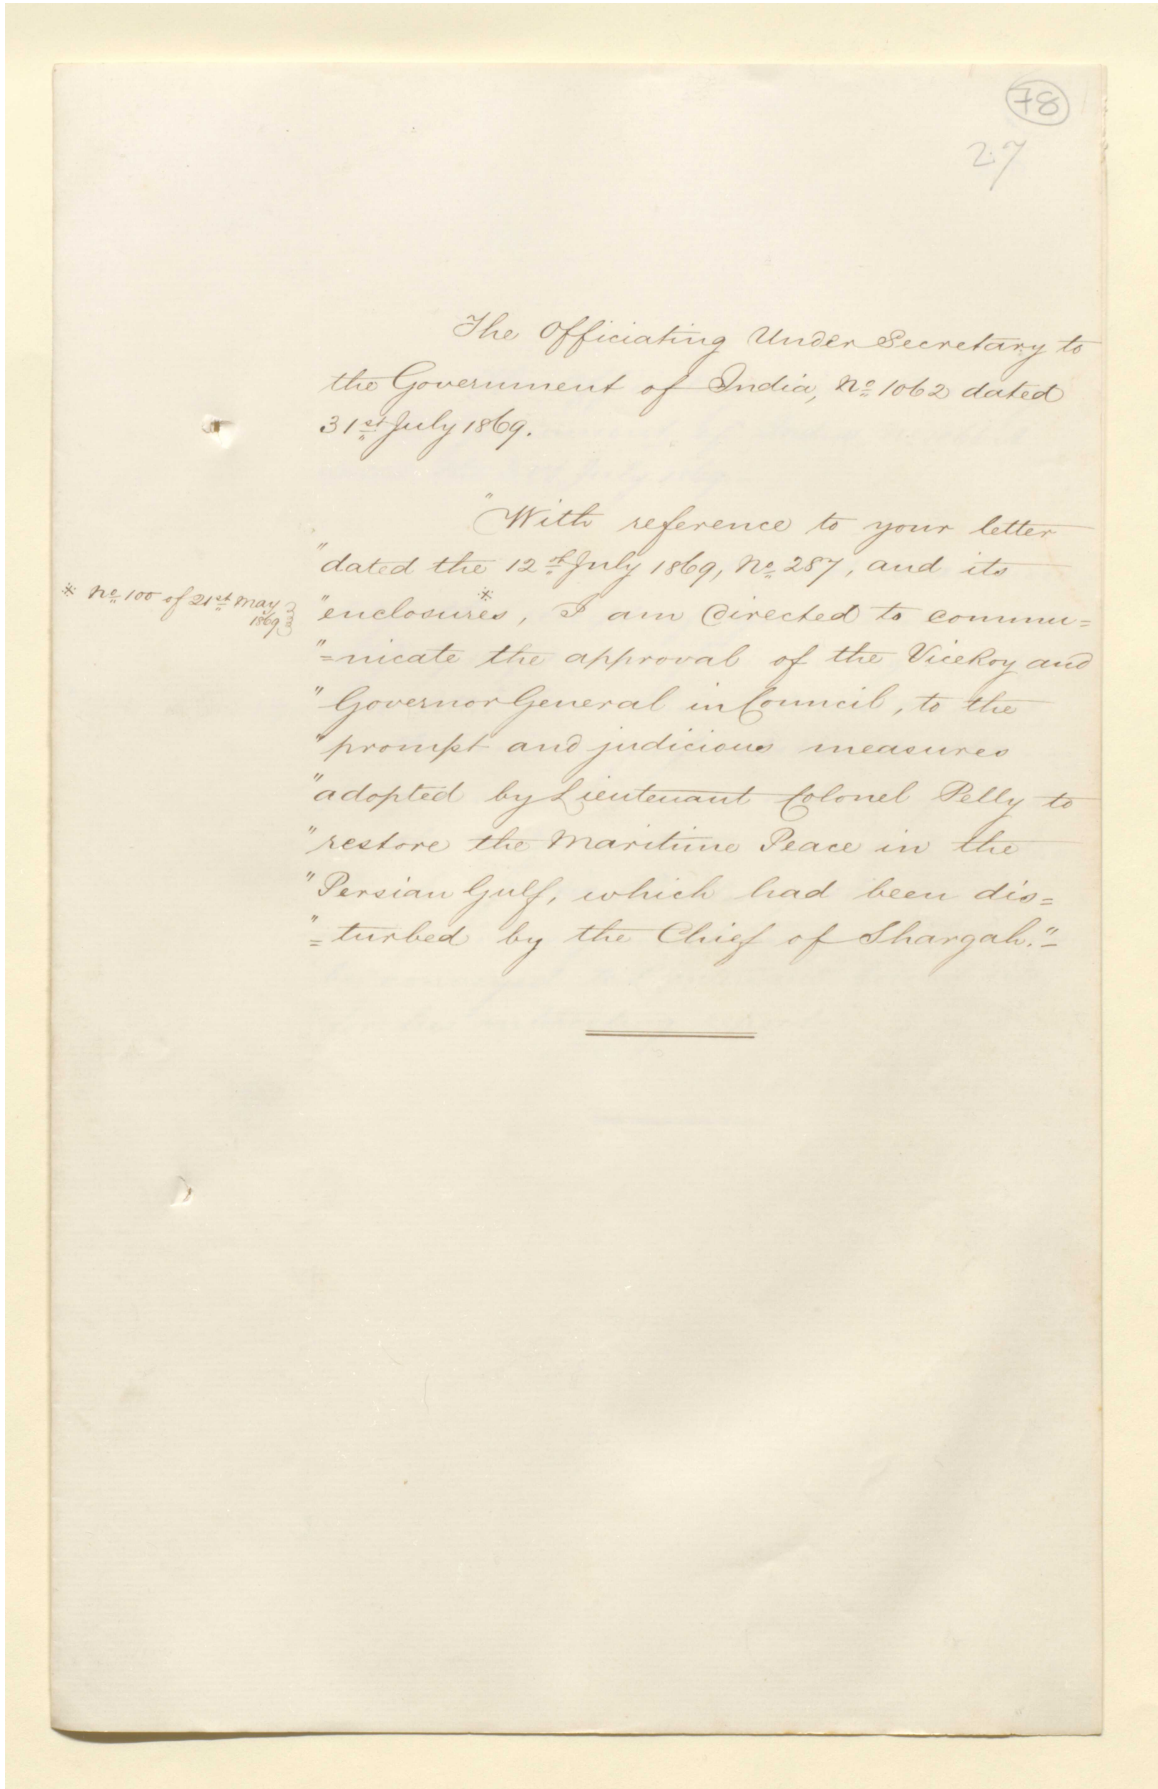 78
27
The Officiating Under Secretary to
the Government of India, No. 1062 dated
31st July 1869.
"With reference to your letter
"dated the 12th July 1869, No. 287, and its
* No. 100 of 21st May
1869
"enclosures,* I am directed to commu=
"=nicate the approval of the ViceRoy and
"Governor General in Council, to the
"prompt and judicious measures
"adopted by Lieutenant Colonel Pelly to
"restore the Maritime Peace in the
"Persian Gulf, which had been dis=
"=turbed by the Chief of Shargah."